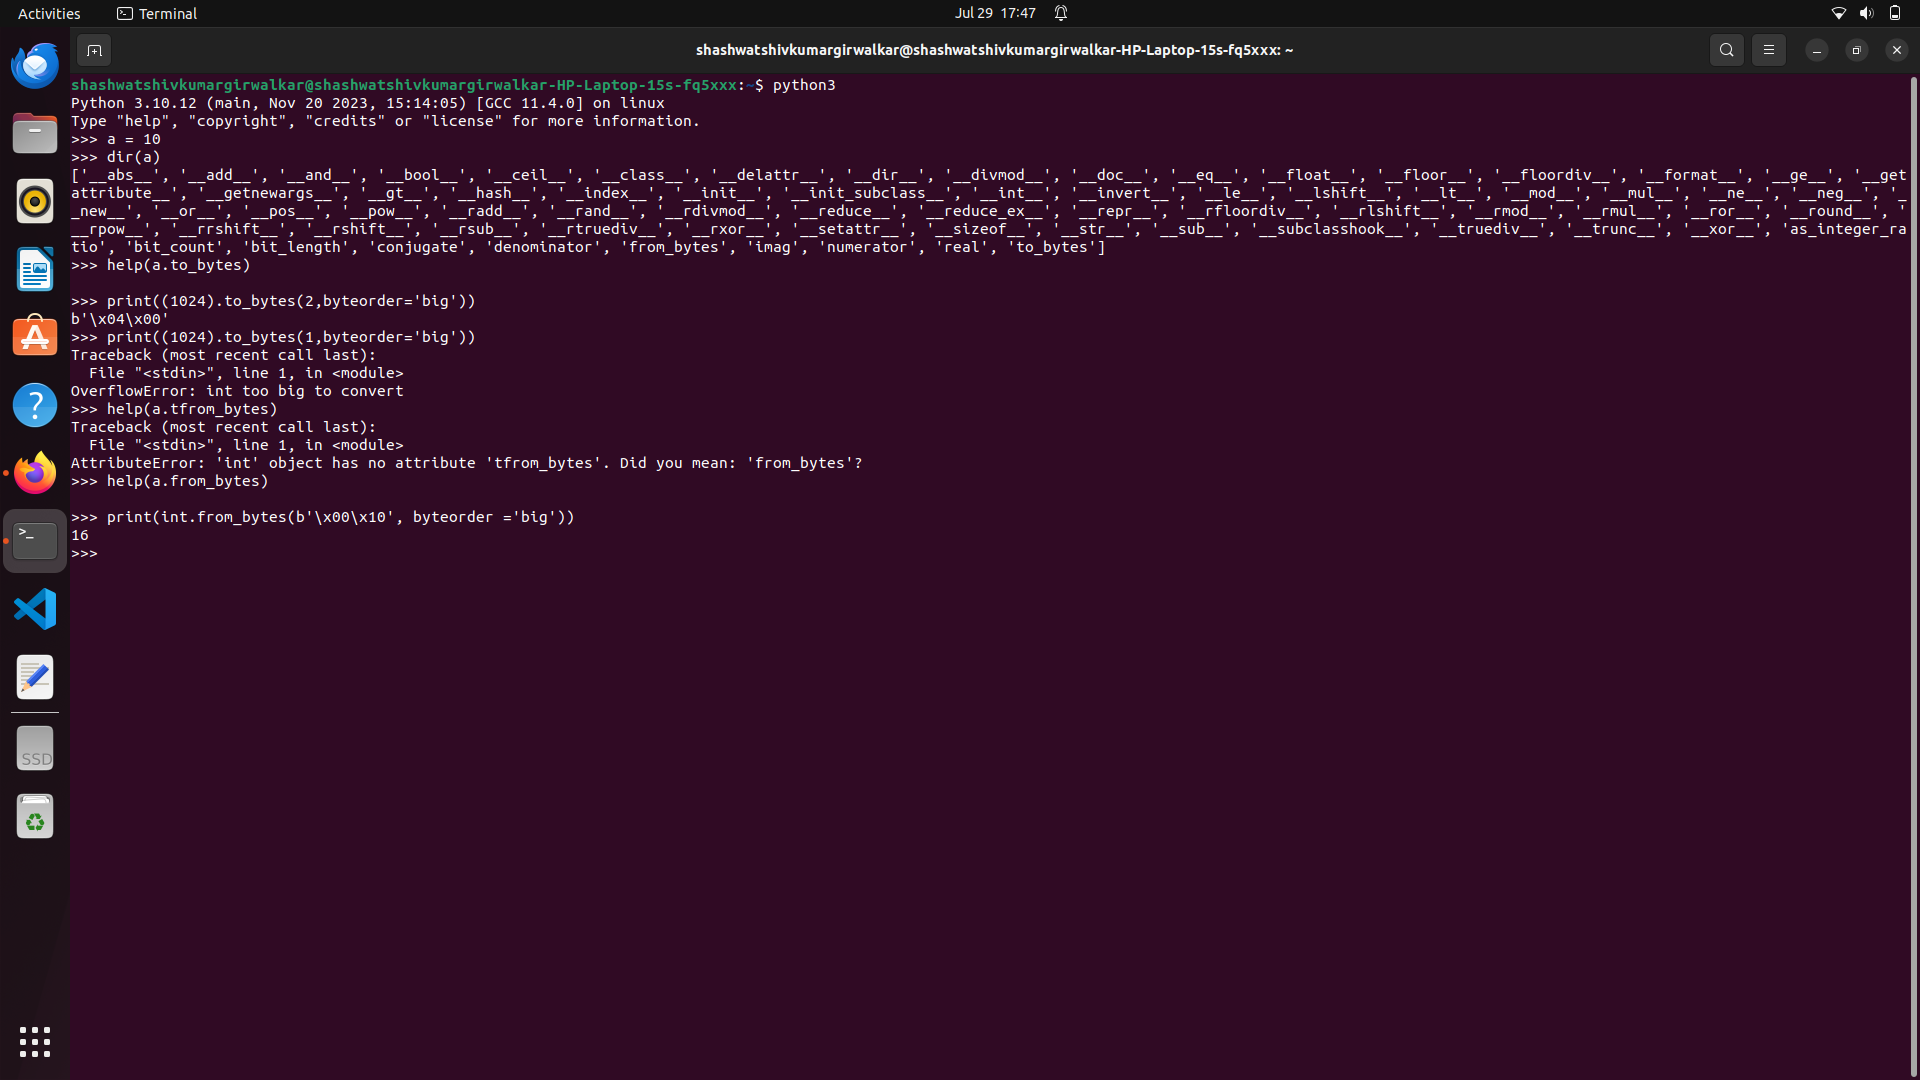 Activities
Terminal
Jul 29 17:47
shashwatshivkumargirwalkar@shashwatshivkumargirwalkar-HP-Laptop-15s-fq5xxx: ~
shashwatshivkumargirwalkar@shashwatshivkumargirwalkar-HP-Laptop-15s-fq5xxx:~$ python3
Python 3.10.12 (main, Nov 20 2023, 15:14:05) [GCC 11.4.0] on linux
Type "help", "copyright", "credits" or "license" for more information.
>>> a = 10
>>> dir(a)
['__abs__', '__add__', '__and__', '__bool__', '__ceil__', '__class__', '__delattr__', '__dir__', '__divmod__', '__doc__', '__eq__', '__float__', '__floor__', '__floordiv__', '__format__', '__ge__', '__get
attribute__', '__getnewargs__', '__gt__', '__hash__', '__index__', '__init__', '__init_subclass__', '__int__', '__invert__', '__le__', '__lshift__', '__lt__', '__mod__', '__mul__', '__ne__', '__neg__', '_
_new__', '__or__', '__pos__', '__pow__', '__radd__', '__rand__', '__rdivmod__', '__reduce__', '__reduce_ex__', '__repr__', '__rfloordiv__', '__rlshift__', '__rmod__', '__rmul__', '__ror__', '__round__', '
__rpow__', '__rrshift__', '__rshift__', '__rsub__', '__rtruediv__', '__rxor__', '__setattr__', '__sizeof__', '__str__', '__sub__', '__subclasshook__', '__truediv__', '__trunc__', '__xor__', 'as_integer_ra
tio', 'bit_count', 'bit_length', 'conjugate', 'denominator', 'from_bytes', 'imag', 'numerator', 'real', 'to_bytes']
>>> help(a.to_bytes)
>>> print((1024).to_bytes(2,byteorder='big'))
b'\x04\x00'
>>> print((1024).to_bytes(1,byteorder='big'))
Traceback (most recent call last):
  File "<stdin>", line 1, in <module>
OverflowError: int too big to convert
>>> help(a.tfrom_bytes)
Traceback (most recent call last):
  File "<stdin>", line 1, in <module>
AttributeError: 'int' object has no attribute 'tfrom_bytes'. Did you mean: 'from_bytes'?
>>> help(a.from_bytes)
>>> print(int.from_bytes(b'\x00\x10', byteorder ='big'))
16
>>>
SSD